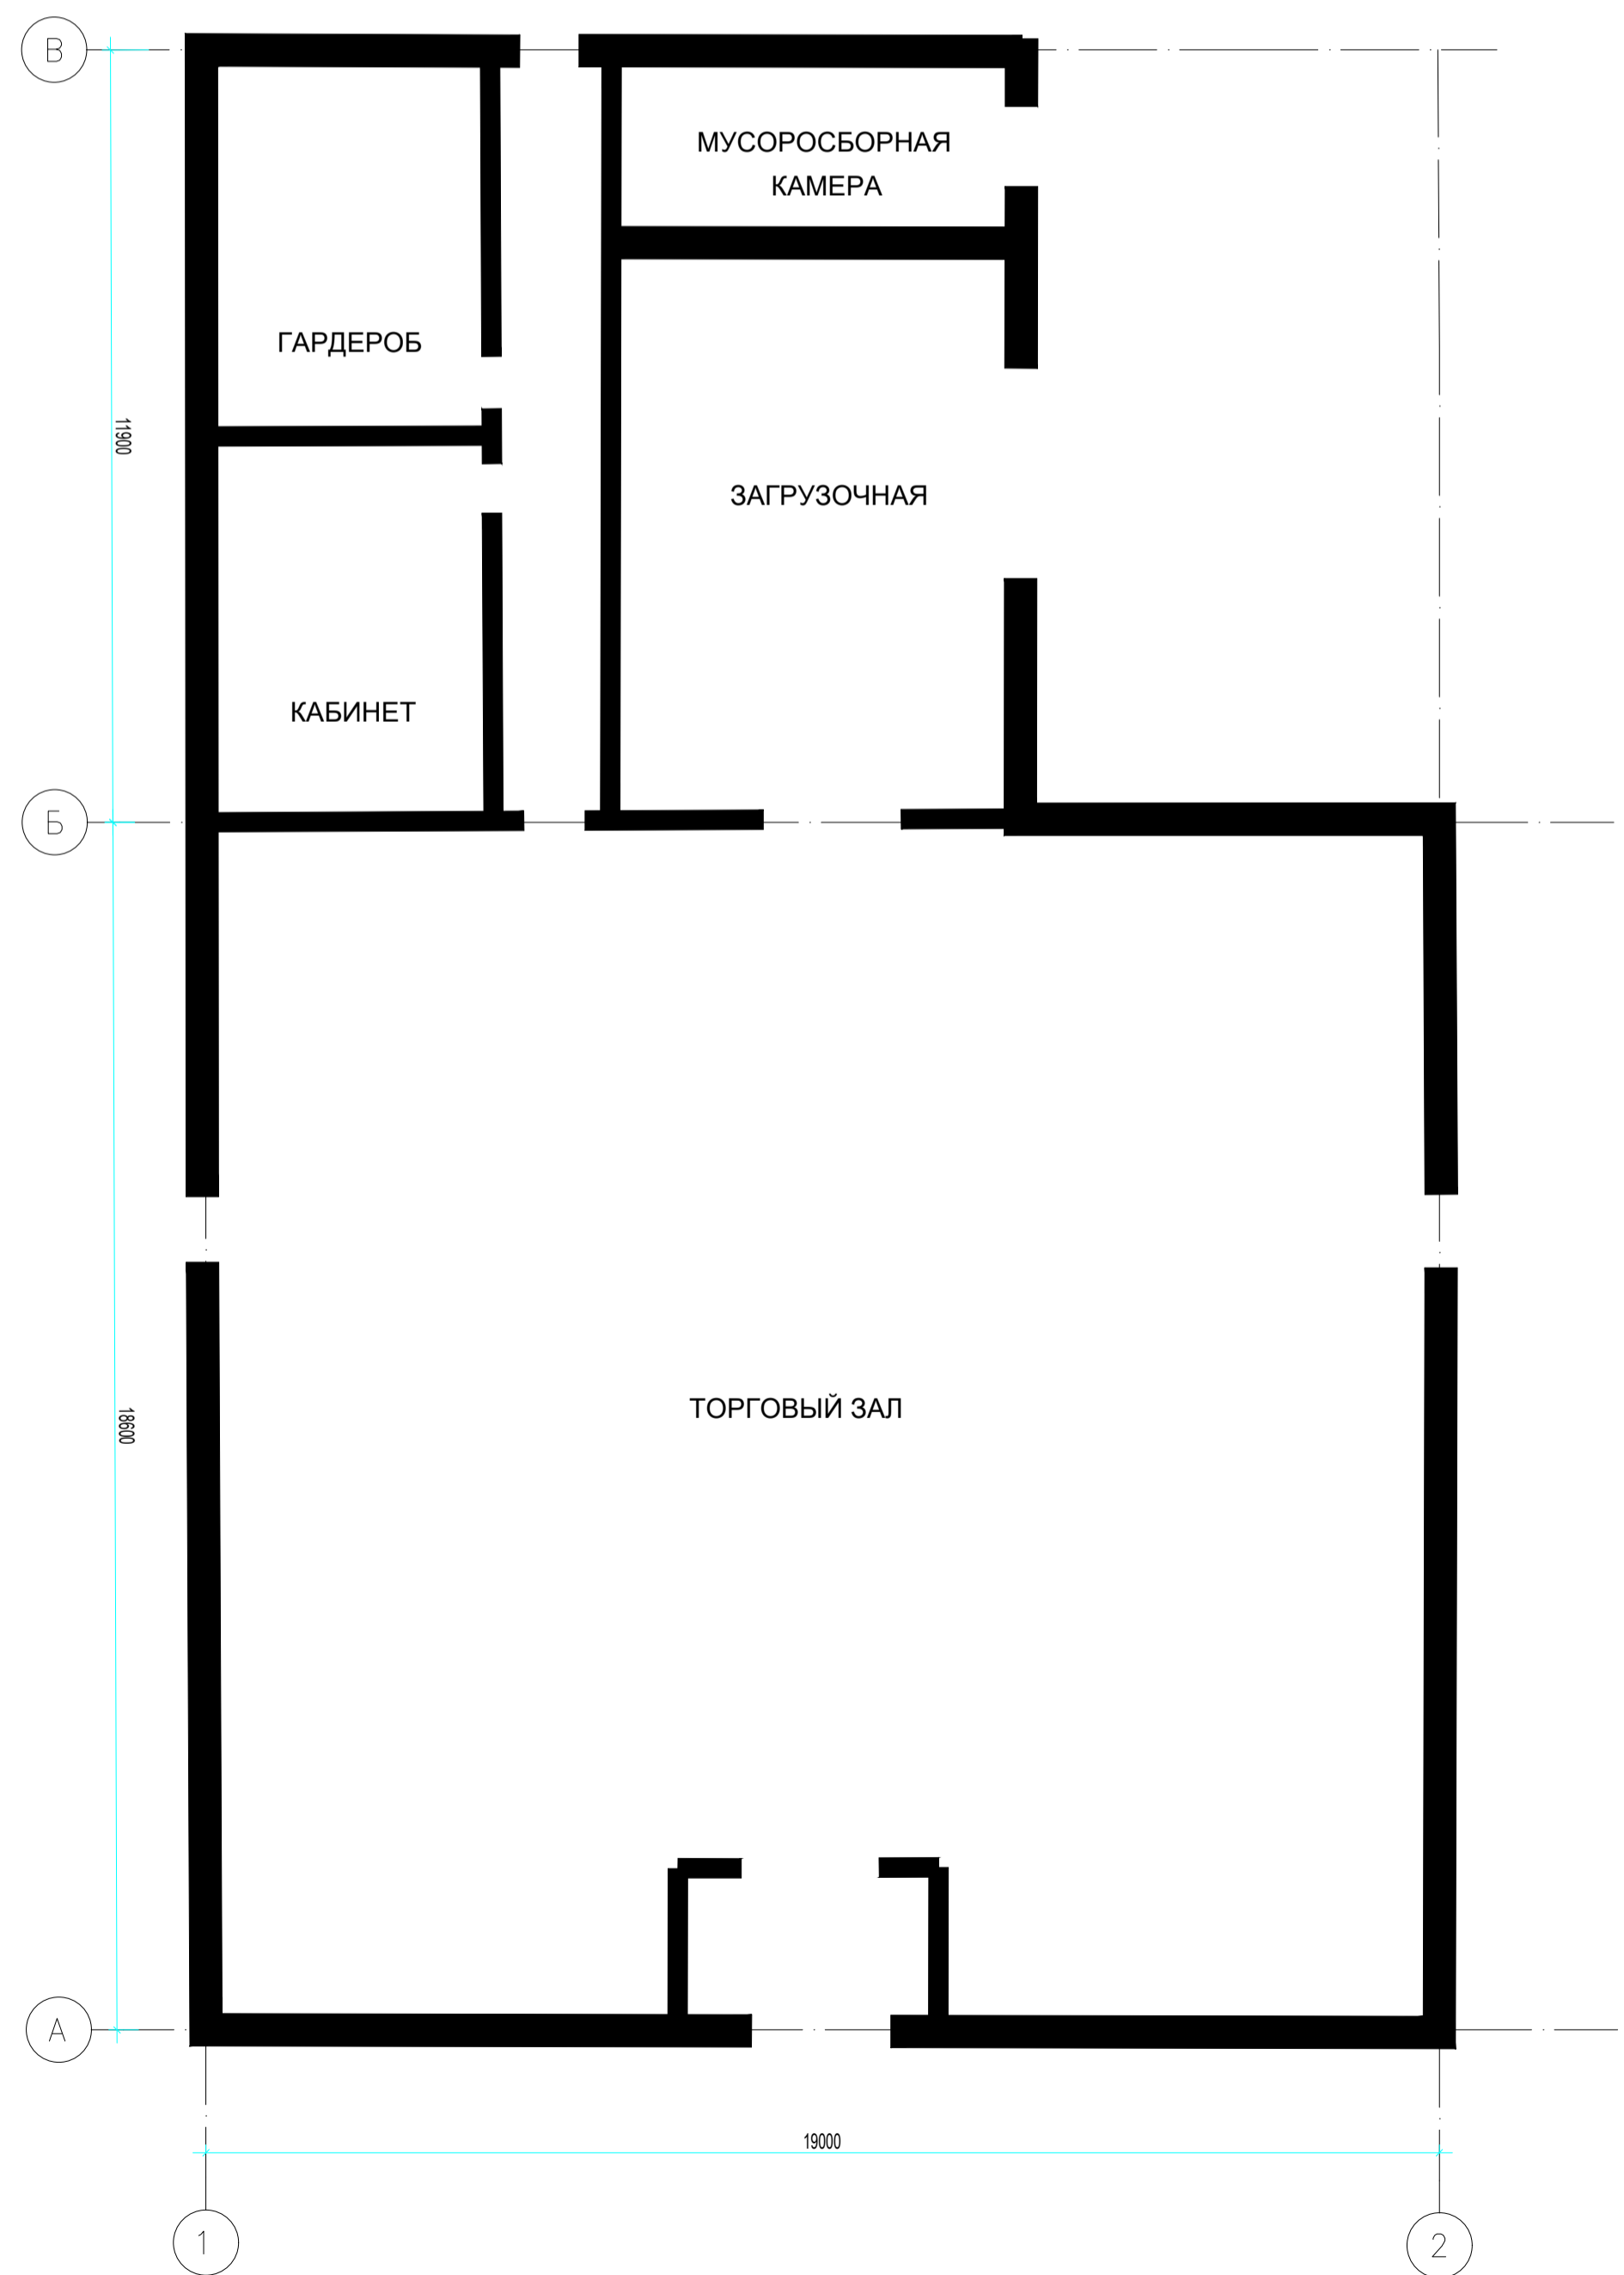 В
МУСОРОСБОРНАЯ
КАМЕРА
ГАРДЕРОБ
11900
ЗАГРУЗОЧНАЯ
КАБИНЕТ
Б
ТОРГОВЫЙ ЗАЛ
18600
А
19000
1
2